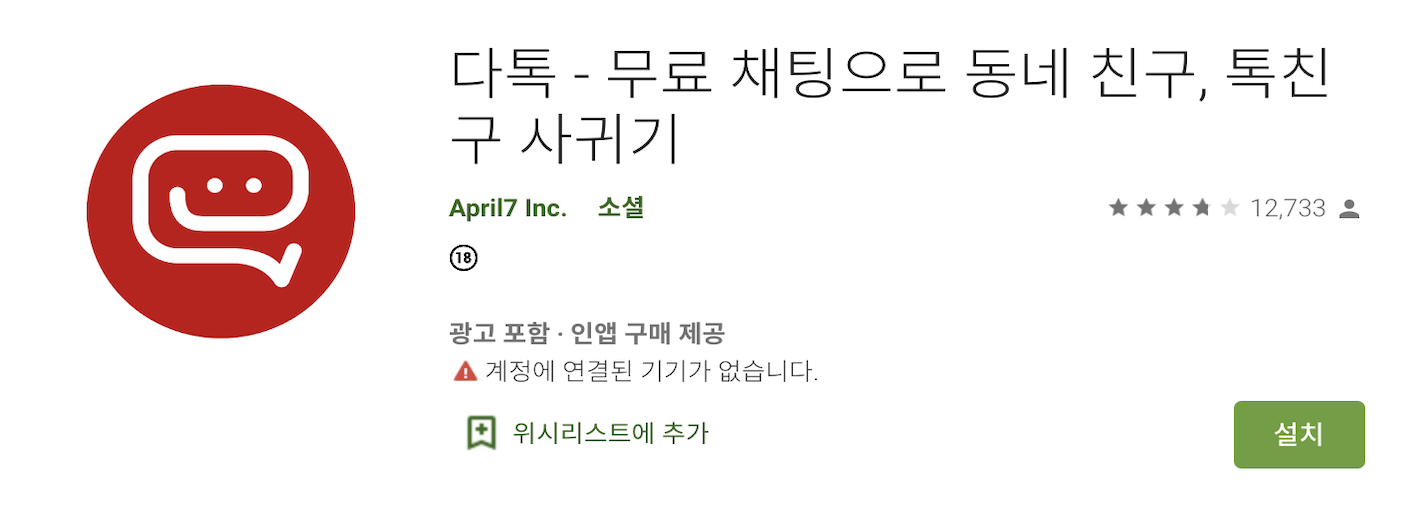 다톡 - 무료 채팅으로 동네 친구, 톡친
구 사귀기
April7 Inc. 소셜
12,733
18
광고 포함 · 인앱 구매 제공
계정에 연결된 기기가 없습니다.
위시리스트에 추가
설치